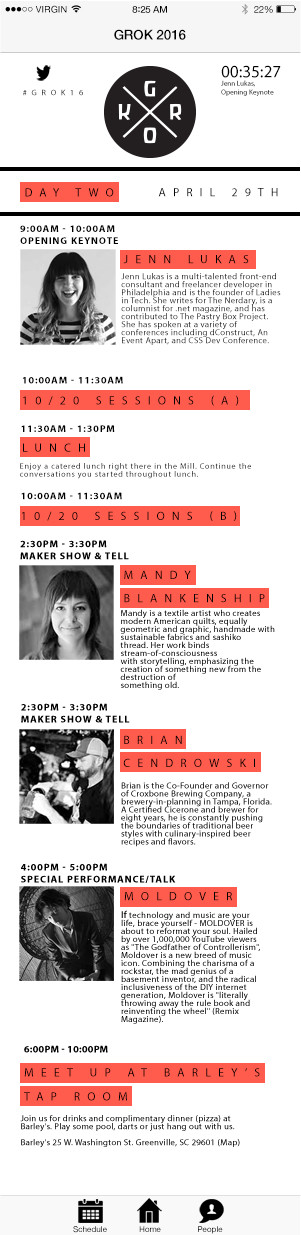 VIRGIN 8:25 AM 22%
GROK 2016
#GROK16
G
K R
O
00:35:27
Jenn Lukas,
Opening Keynote
DAY TWO APRIL 29TH
9:00AM - 10:00AM
OPENING KEYNOTE
JENN LUKAS
Jenn Lukas is a multi-talented front-end
consultant and freelancer developer in
Philadelphia and is the founder of Ladies
in Tech. She writes for The Nerdary, is a
columnist for .net magazine, and has
contributed to The Pastry Box Project.
She has spoken at a variety of
conferences including dConstruct, An
Event Apart, and CSS Dev Conference.
10:00AM - 11:30AM
10/20 SESSIONS (A)
11:30AM - 1:30PM
LUNCH
Enjoy a catered lunch right there in the Mill. Continue the
conversations you started throughout lunch.
10:00AM - 11:30AM
10/20 SESSIONS (B)
2:30PM - 3:30PM
MAKER SHOW & TELL
MANDY
BLANKENSHIP
Mandy is a textile artist who creates
modern American quilts, equally
geometric and graphic, handmade with
sustainable fabrics and sashiko
thread. Her work binds
stream-of-consciousness
with storytelling, emphasizing the
creation of something new from the
destruction of
something old.
2:30PM - 3:30PM
MAKER SHOW & TELL
BRIAN
CENDROWSKI
Brian is the Co-Founder and Governor
of Croxbone Brewing Company, a
brewery-in-planning in Tampa, Florida.
A Certified Cicerone and brewer for
eight years, he is constantly pushing
the boundaries of traditional beer
styles with culinary-inspired beer
recipes and flavors.
4:00PM - 5:00PM
SPECIAL PERFORMANCE/TALK
MOLDOVER
If technology and music are your
life, brace yourself - MOLDOVER is
about to reformat your soul. Hailed
by over 1,000,000 YouTube viewers
as "The Godfather of Controllerism",
Moldover is a new breed of music
icon. Combining the charisma of a
rockstar, the mad genius of a
basement inventor, and the radical
inclusiveness of the DIY internet
generation, Moldover is "literally
throwing away the rule book and
reinventing the wheel" (Remix
Magazine).
6:00PM - 10:00PM
MEET UP AT BARLEY'S
TAP ROOM
Join us for drinks and complimentary dinner (pizza) at
Barley's. Play some pool, darts or just hang out with us.
Barley's 25 W. Washington St. Greenville, SC 29601 (Map)
Schedule Home People